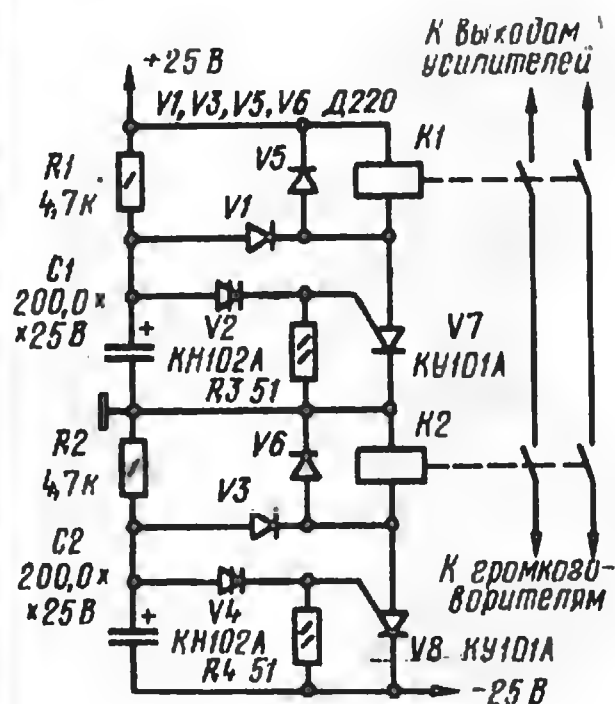 +25 В
К выходам
усилителей
V1, V3, V5, V6 Д220
K1
V5
R1
4,7к
V1
C1
200,0×
×25 В
+
V2
КН102А
V7
КУ101А
R3 51
K2
R2
4,7к
V6
V3
C2
200,0×
×25 В
+
V4
КН102А
R4 51
К громкого-
ворителям
V8 КУ101А
-25 В